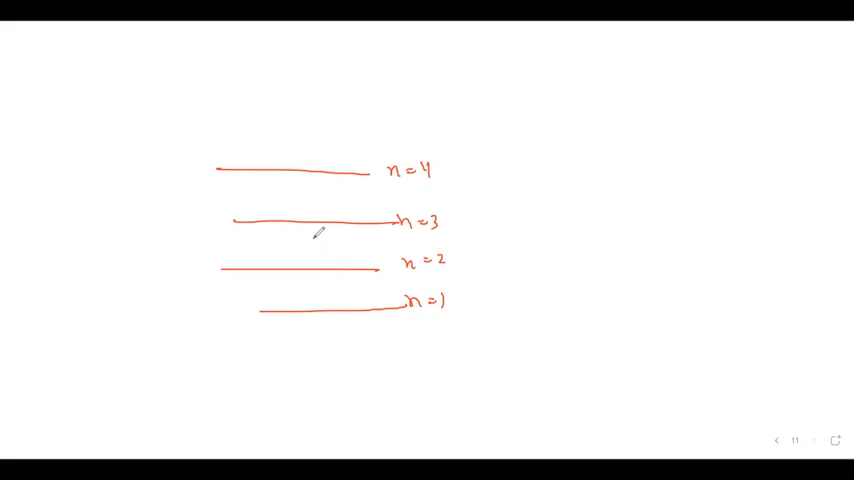 n = 4
n = 3
n = 2
n = 1
11